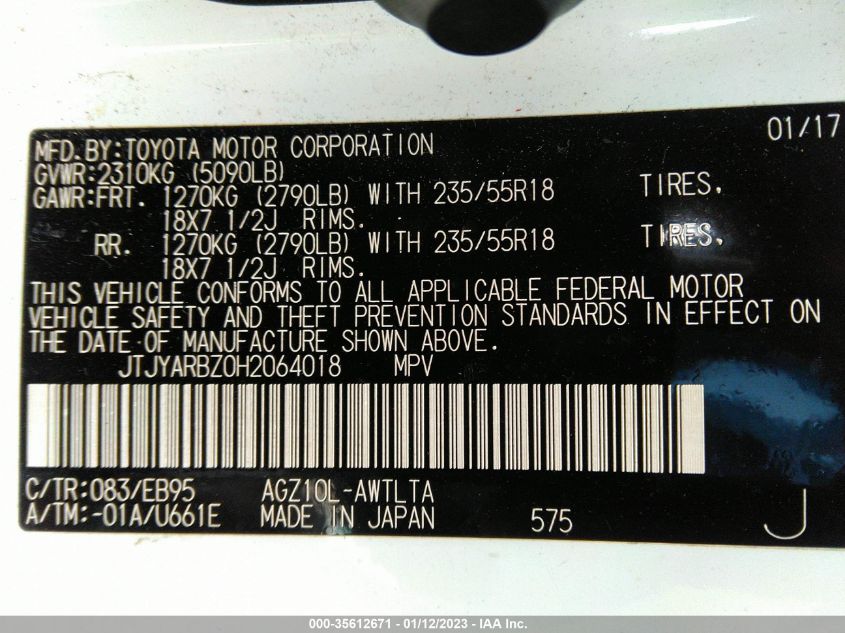 01/17
MFD.BY:TOYOTA MOTOR CORPORATION
GVWR:2310KG (5090LB)
GAWR:FRT. 1270KG (2790LB) WITH 235/55R18 TIRES,
18X7 1/2J RIMS.
RR. 1270KG (2790LB) WITH 235/55R18 TIRES,
18X7 1/2J RIMS.
THIS VEHICLE CONFORMS TO ALL APPLICABLE FEDERAL MOTOR
VEHICLE SAFETY AND THEFT PREVENTION STANDARDS IN EFFECT ON
THE DATE OF MANUFACTURE SHOWN ABOVE.
JTJYARBZ0H2064018 MPV
C/TR:083/EB95 AGZ10L-AWTLTA
A/TM:-01A/U661E MADE IN JAPAN 575 J
000-35612671 - 01/12/2023 - IAA Inc.